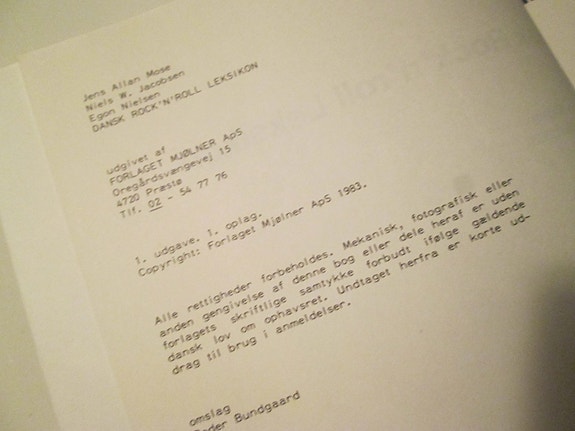 Jens Allan Mose
Niels W. Jacobsen
Egon Nielsen
DANSK ROCK'N'ROLL LEKSIKON
udgivet af
FORLAGET MJØLNER ApS
Oregårdsvængevej 15
4720 Præstø
Tlf. 02 - 54 77 76
1. udgave. 1. oplag.
Copyright: Forlaget Mjølner ApS 1983.
Alle rettigheder forbeholdes. Mekanisk, fotografisk eller
anden gengivelse af denne bog eller dele heraf er uden
forlagets skriftlige samtykke forbudt ifølge gældende
dansk lov om ophavsret. Undtaget herfra er korte ud-
drag til brug i anmeldelser.
omslag
Peder Bundgaard